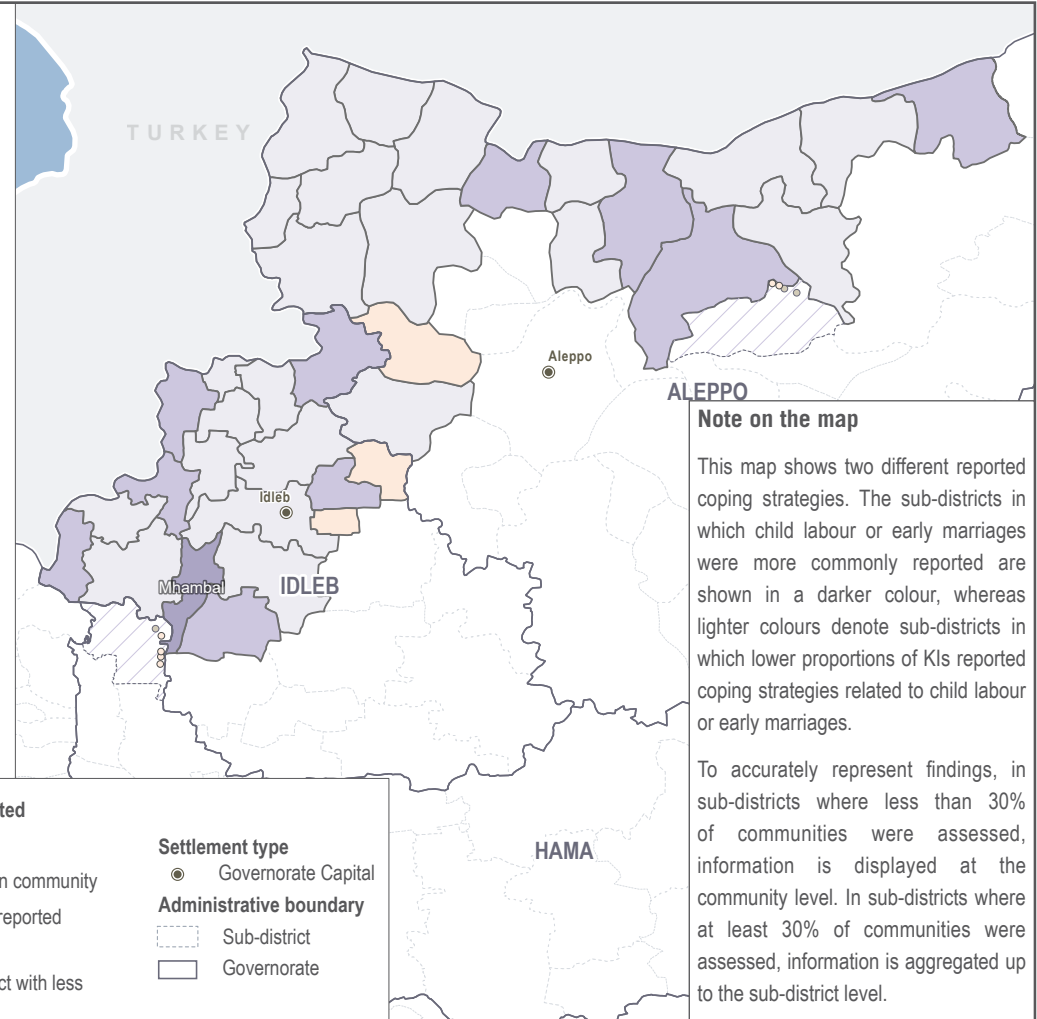 TURKEY
Aleppo
ALEPPO
Idleb
Mhambal
IDLEB
HAMA
Note on the map
This map shows two different reported
coping strategies. The sub-districts in
which child labour or early marriages
were more commonly reported are
shown in a darker colour, whereas
lighter colours denote sub-districts in
which lower proportions of KIs reported
coping strategies related to child labour
or early marriages.
To accurately represent findings, in
sub-districts where less than 30%
of communities were assessed,
information is displayed at the
community level. In sub-districts where
at least 30% of communities were
assessed, information is aggregated up
to the sub-district level.
community
reported
with less
Settlement type
Governorate Capital
Administrative boundary
Sub-district
Governorate